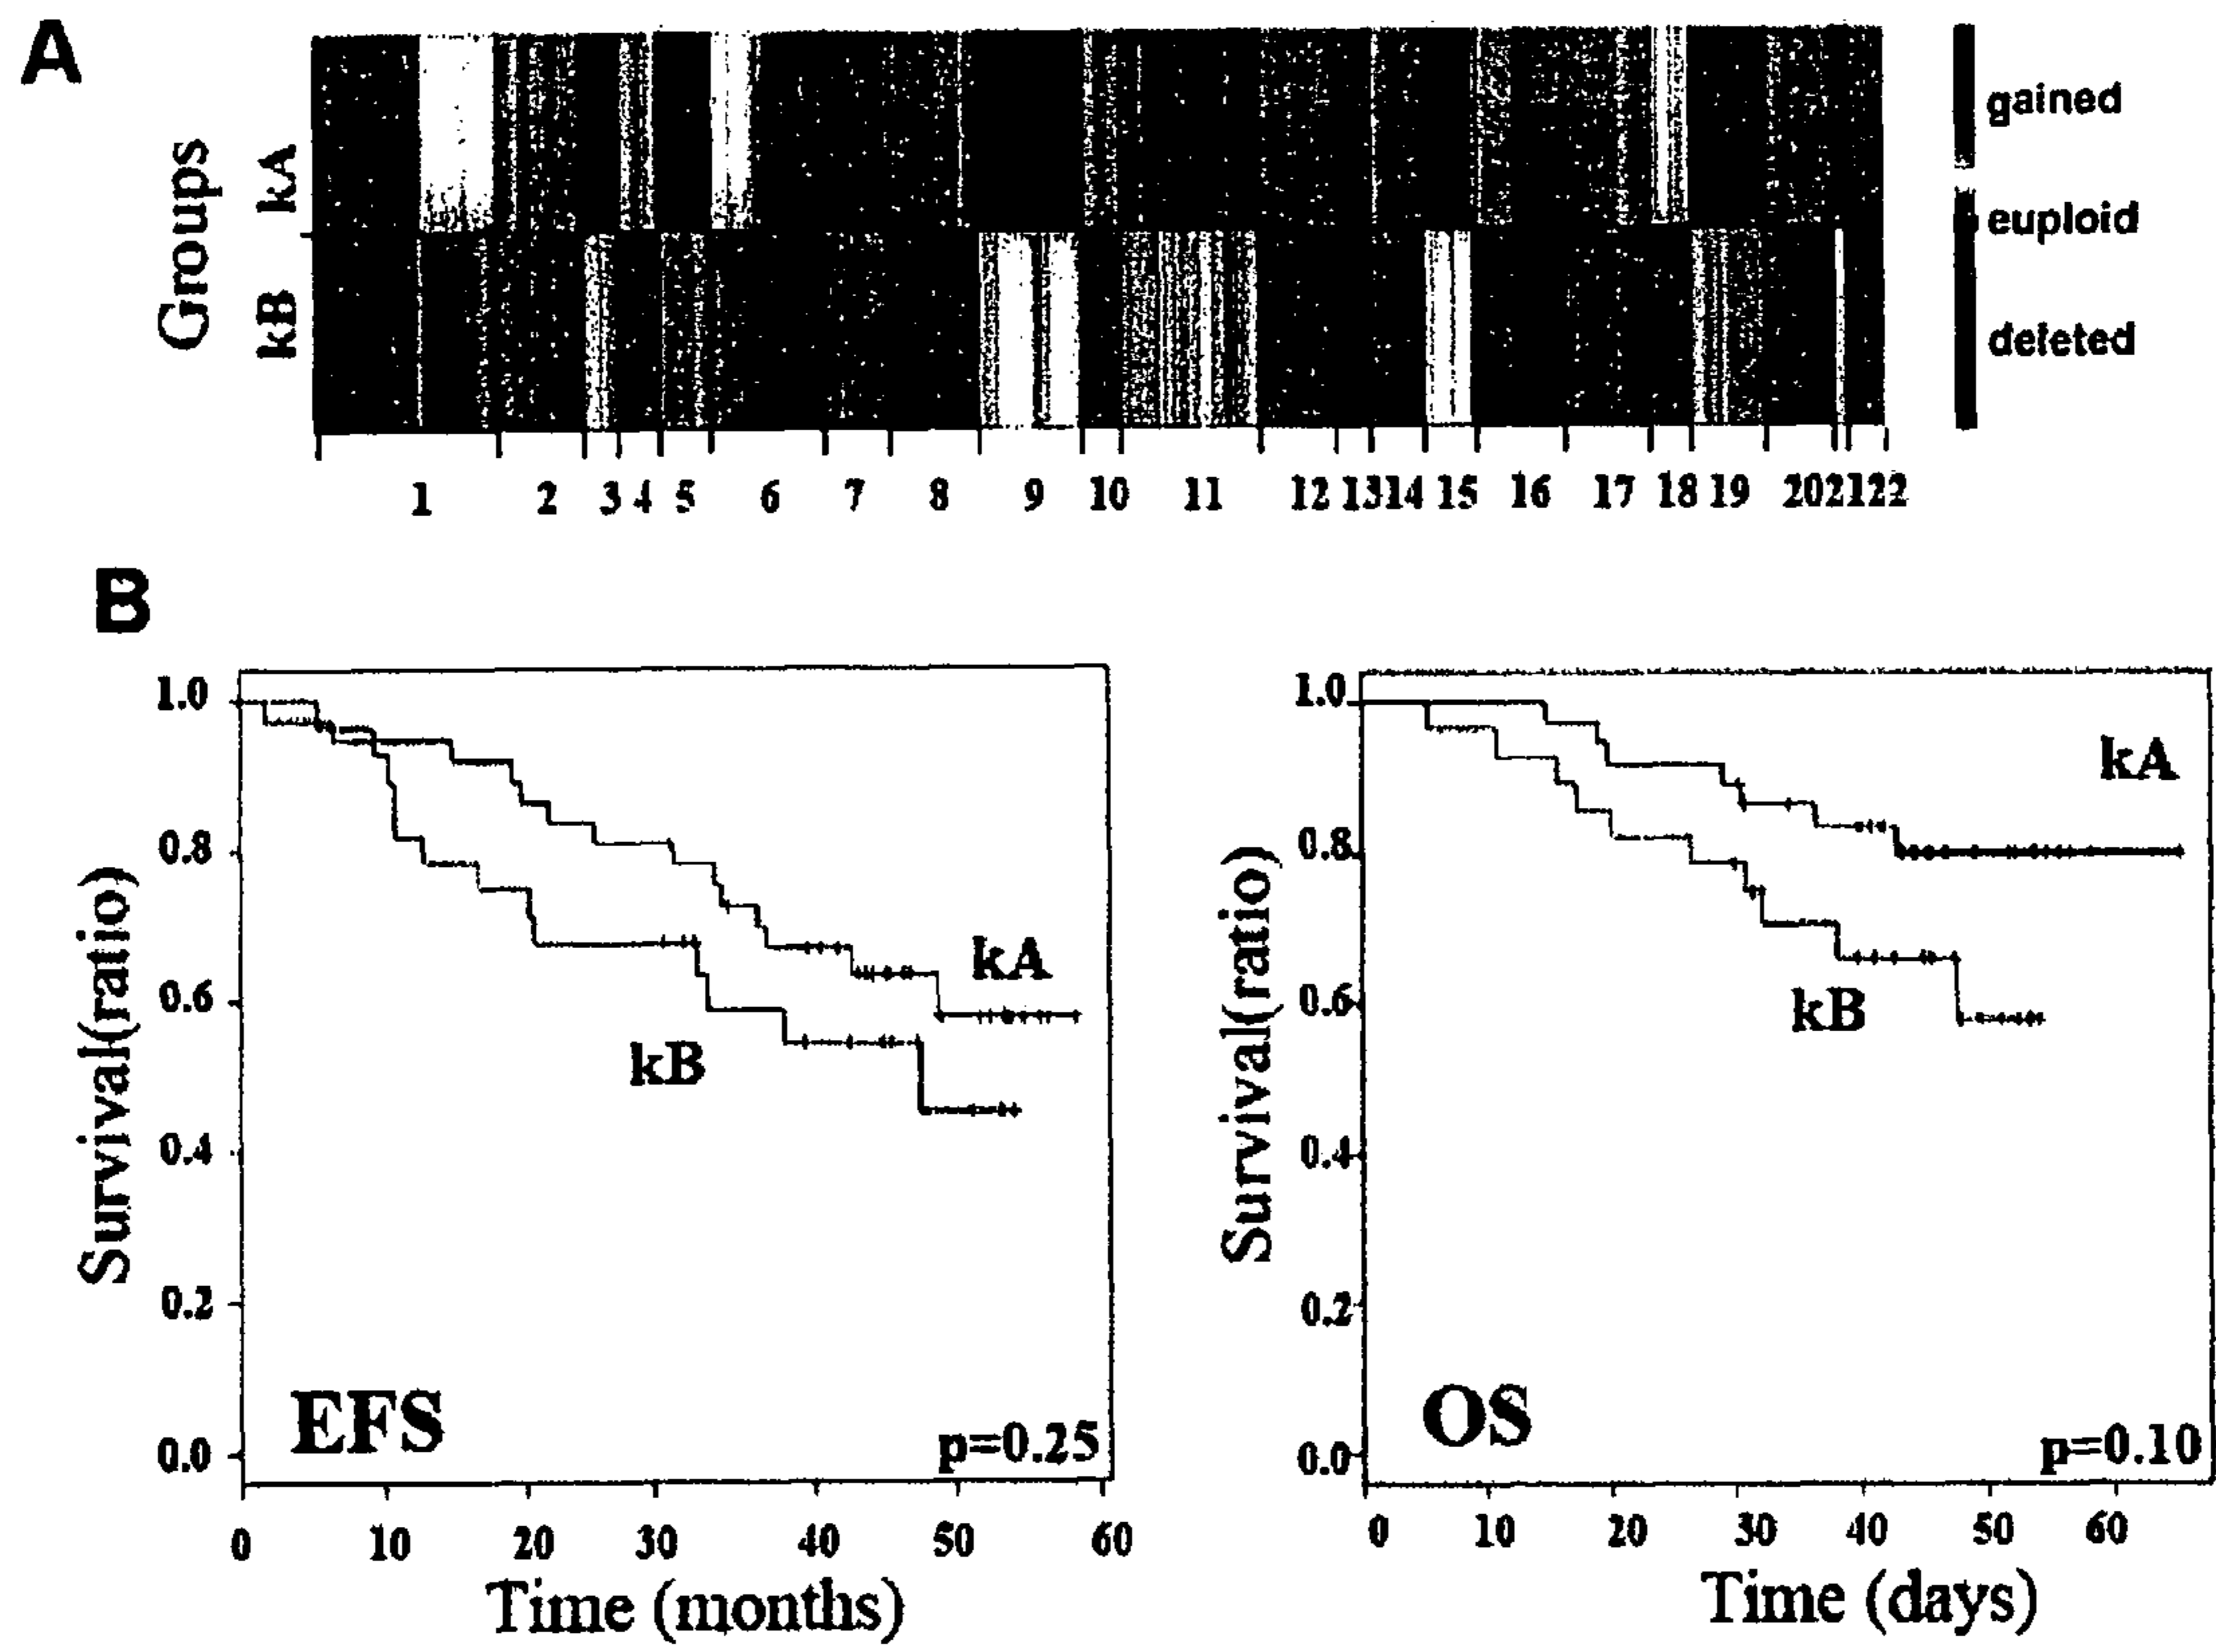 A
Groups
kA
kB
gained
euploid
deleted
1 2 3 4 5 6 7 8 9 10 11 12 13 14 15 16 17 18 19 20 21 22
B
Survival(ratio)
1.0
0.8
0.6
0.4
0.2
0.0
kA
kB
EFS
p=0.25
0 10 20 30 40 50 60
Time (months)
Survival(ratio)
1.0
0.8
0.6
0.4
0.2
0.0
kA
kB
OS
p=0.10
0 10 20 30 40 50 60
Time (days)